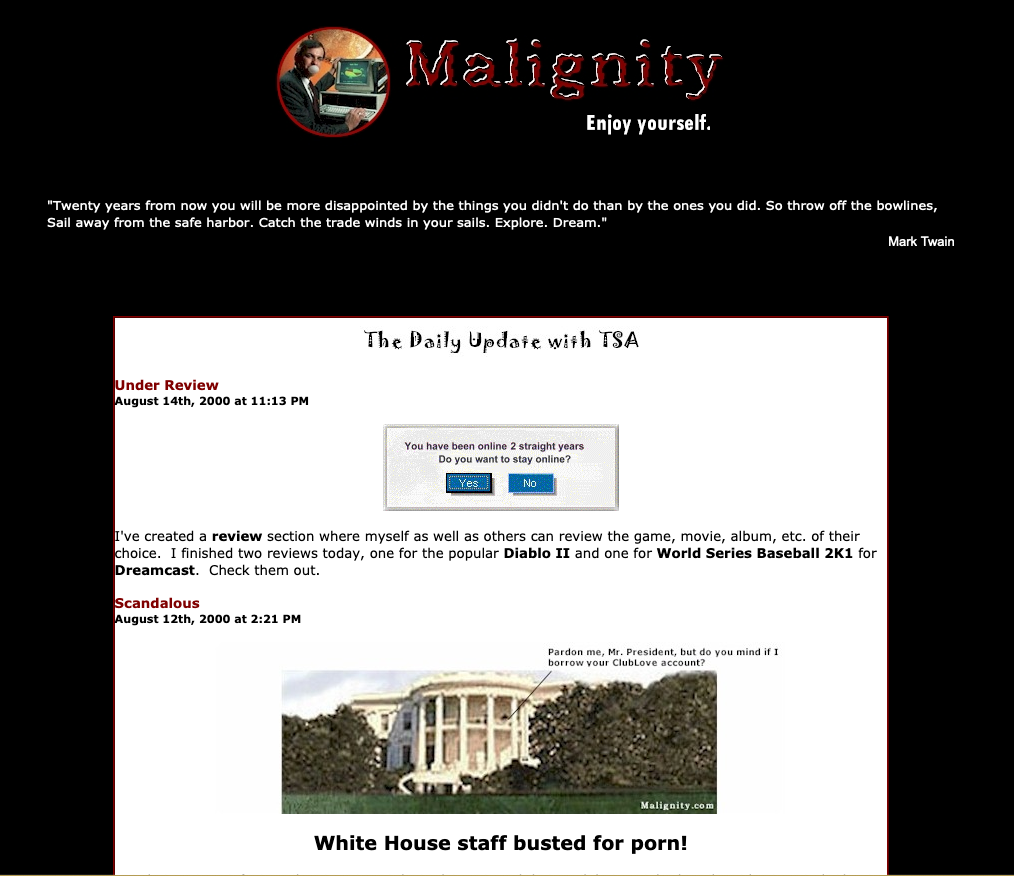 Malignity
Enjoy yourself.
"Twenty years from now you will be more disappointed by the things you didn't do than by the ones you did. So throw off the bowlines,
Sail away from the safe harbor. Catch the trade winds in your sails. Explore. Dream."
Mark Twain
The Daily Update with TSA
Under Review
August 14th, 2000 at 11:13 PM
You have been online 2 straight years
Do you want to stay online?
Yes No
I've created a review section where myself as well as others can review the game, movie, album, etc. of their
choice.  I finished two reviews today, one for the popular Diablo II and one for World Series Baseball 2K1 for
Dreamcast.  Check them out.
Scandalous
August 12th, 2000 at 2:21 PM
Pardon me, Mr. President, but do you mind if I
borrow your ClubLove account?
Malignity.com
White House staff busted for porn!